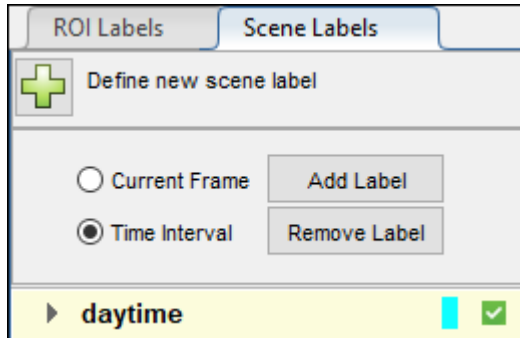 ROI Labels Scene Labels
Define new scene label
Current Frame Add Label
Time Interval Remove Label
daytime